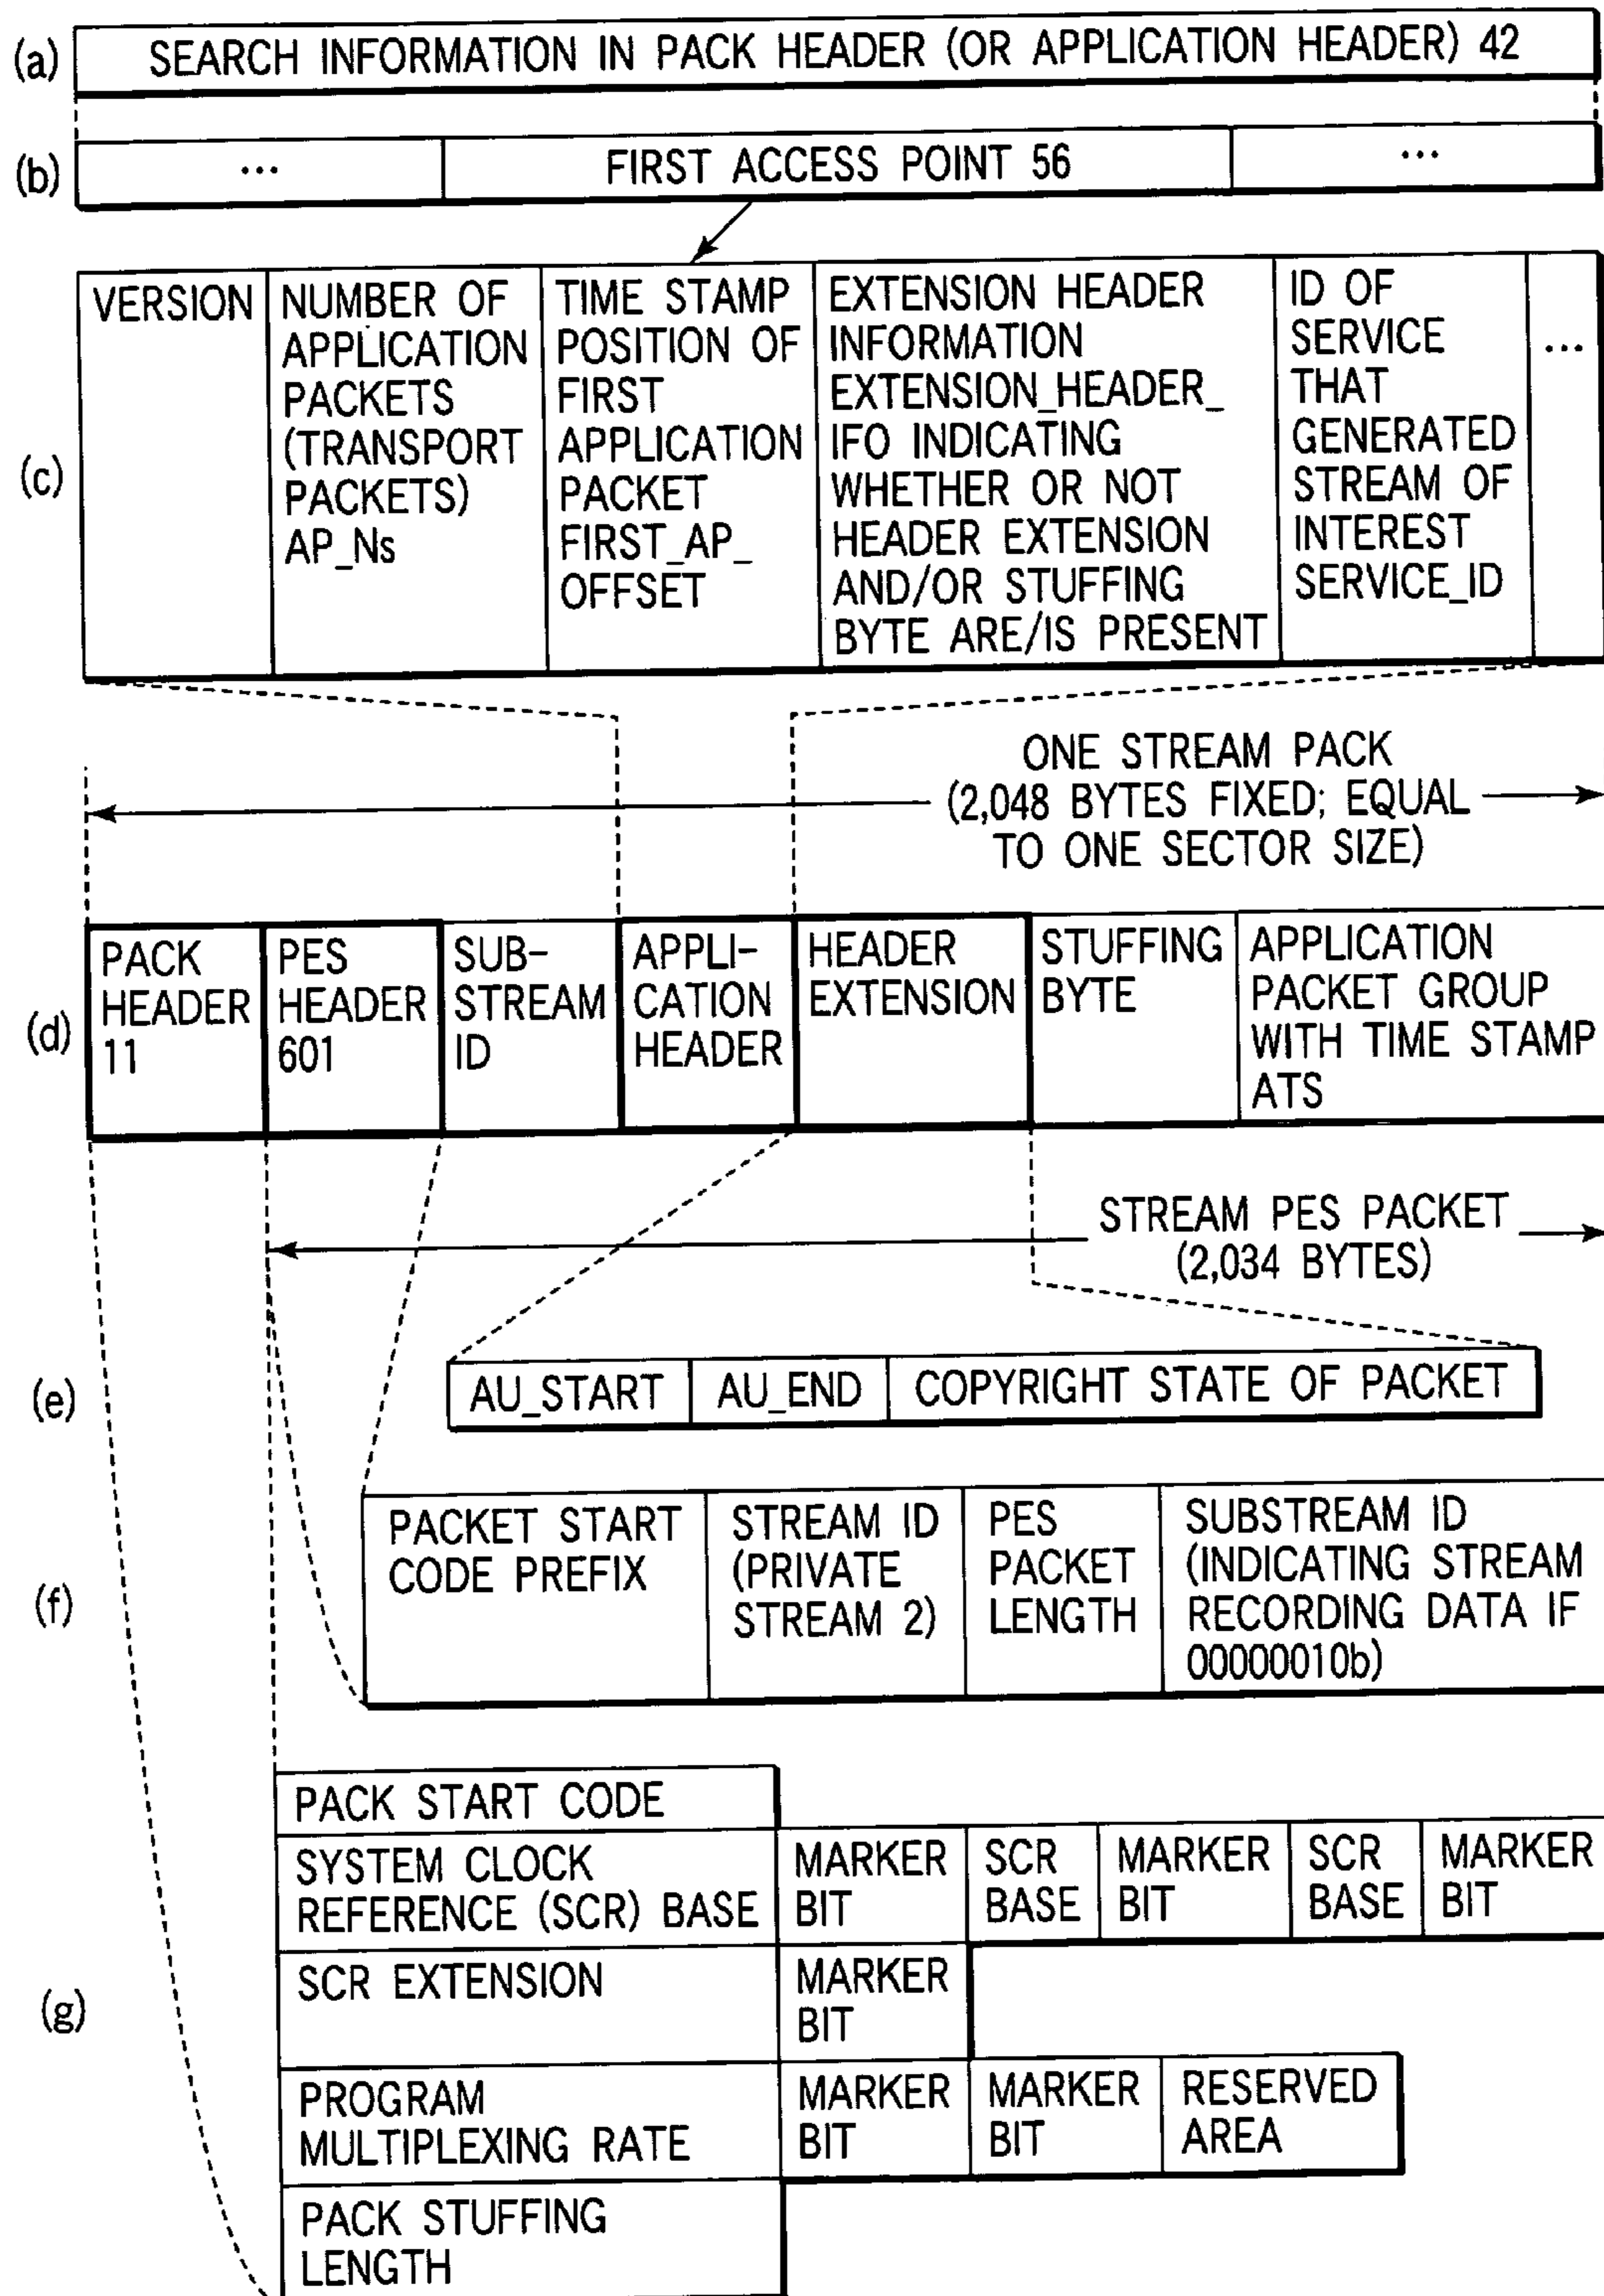 (a)
SEARCH INFORMATION IN PACK HEADER (OR APPLICATION HEADER) 42
(b)
...
FIRST ACCESS POINT 56
...
(c)
VERSION
NUMBER OF
APPLICATION
PACKETS
(TRANSPORT
PACKETS)
AP_Ns
TIME STAMP
POSITION OF
FIRST
APPLICATION
PACKET
FIRST_AP_
OFFSET
EXTENSION HEADER
INFORMATION
EXTENSION_HEADER_
IFO INDICATING
WHETHER OR NOT
HEADER EXTENSION
AND/OR STUFFING
BYTE ARE/IS PRESENT
ID OF
SERVICE
THAT
GENERATED
STREAM OF
INTEREST
SERVICE_ID
...
ONE STREAM PACK
(2,048 BYTES FIXED; EQUAL
TO ONE SECTOR SIZE)
(d)
PACK
HEADER
11
PES
HEADER
601
SUB-
STREAM
ID
APPLI-
CATION
HEADER
HEADER
EXTENSION
STUFFING
BYTE
APPLICATION
PACKET GROUP
WITH TIME STAMP
ATS
STREAM PES PACKET
(2,034 BYTES)
(e)
AU_START
AU_END
COPYRIGHT STATE OF PACKET
(f)
PACKET START
CODE PREFIX
STREAM ID
(PRIVATE
STREAM 2)
PES
PACKET
LENGTH
SUBSTREAM ID
(INDICATING STREAM
RECORDING DATA IF
00000010b)
(g)
PACK START CODE
SYSTEM CLOCK
REFERENCE (SCR) BASE
MARKER
BIT
SCR
BASE
MARKER
BIT
SCR
BASE
MARKER
BIT
SCR EXTENSION
MARKER
BIT
PROGRAM
MULTIPLEXING RATE
MARKER
BIT
MARKER
BIT
RESERVED
AREA
PACK STUFFING
LENGTH